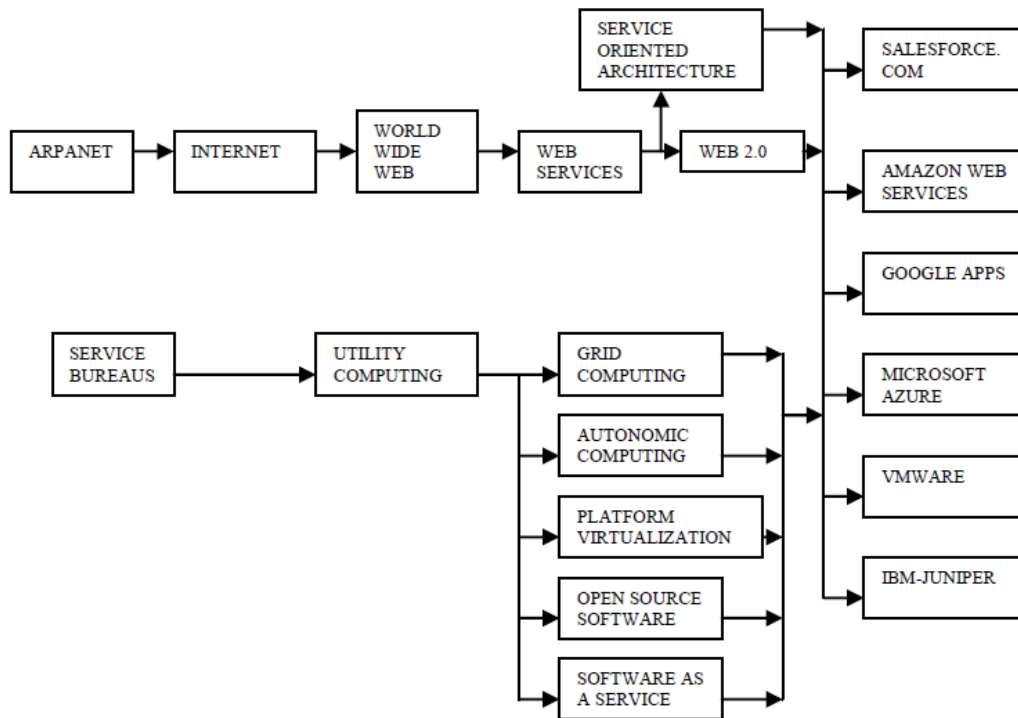 SERVICE
ORIENTED
ARCHITECTURE
SALESFORCE.
COM
ARPANET
INTERNET
WORLD
WIDE
WEB
WEB
SERVICES
WEB 2.0
AMAZON WEB
SERVICES
GOOGLE APPS
SERVICE
BUREAUS
UTILITY
COMPUTING
GRID
COMPUTING
MICROSOFT
AZURE
AUTONOMIC
COMPUTING
VMWARE
PLATFORM
VIRTUALIZATION
IBM-JUNIPER
OPEN SOURCE
SOFTWARE
SOFTWARE AS
A SERVICE